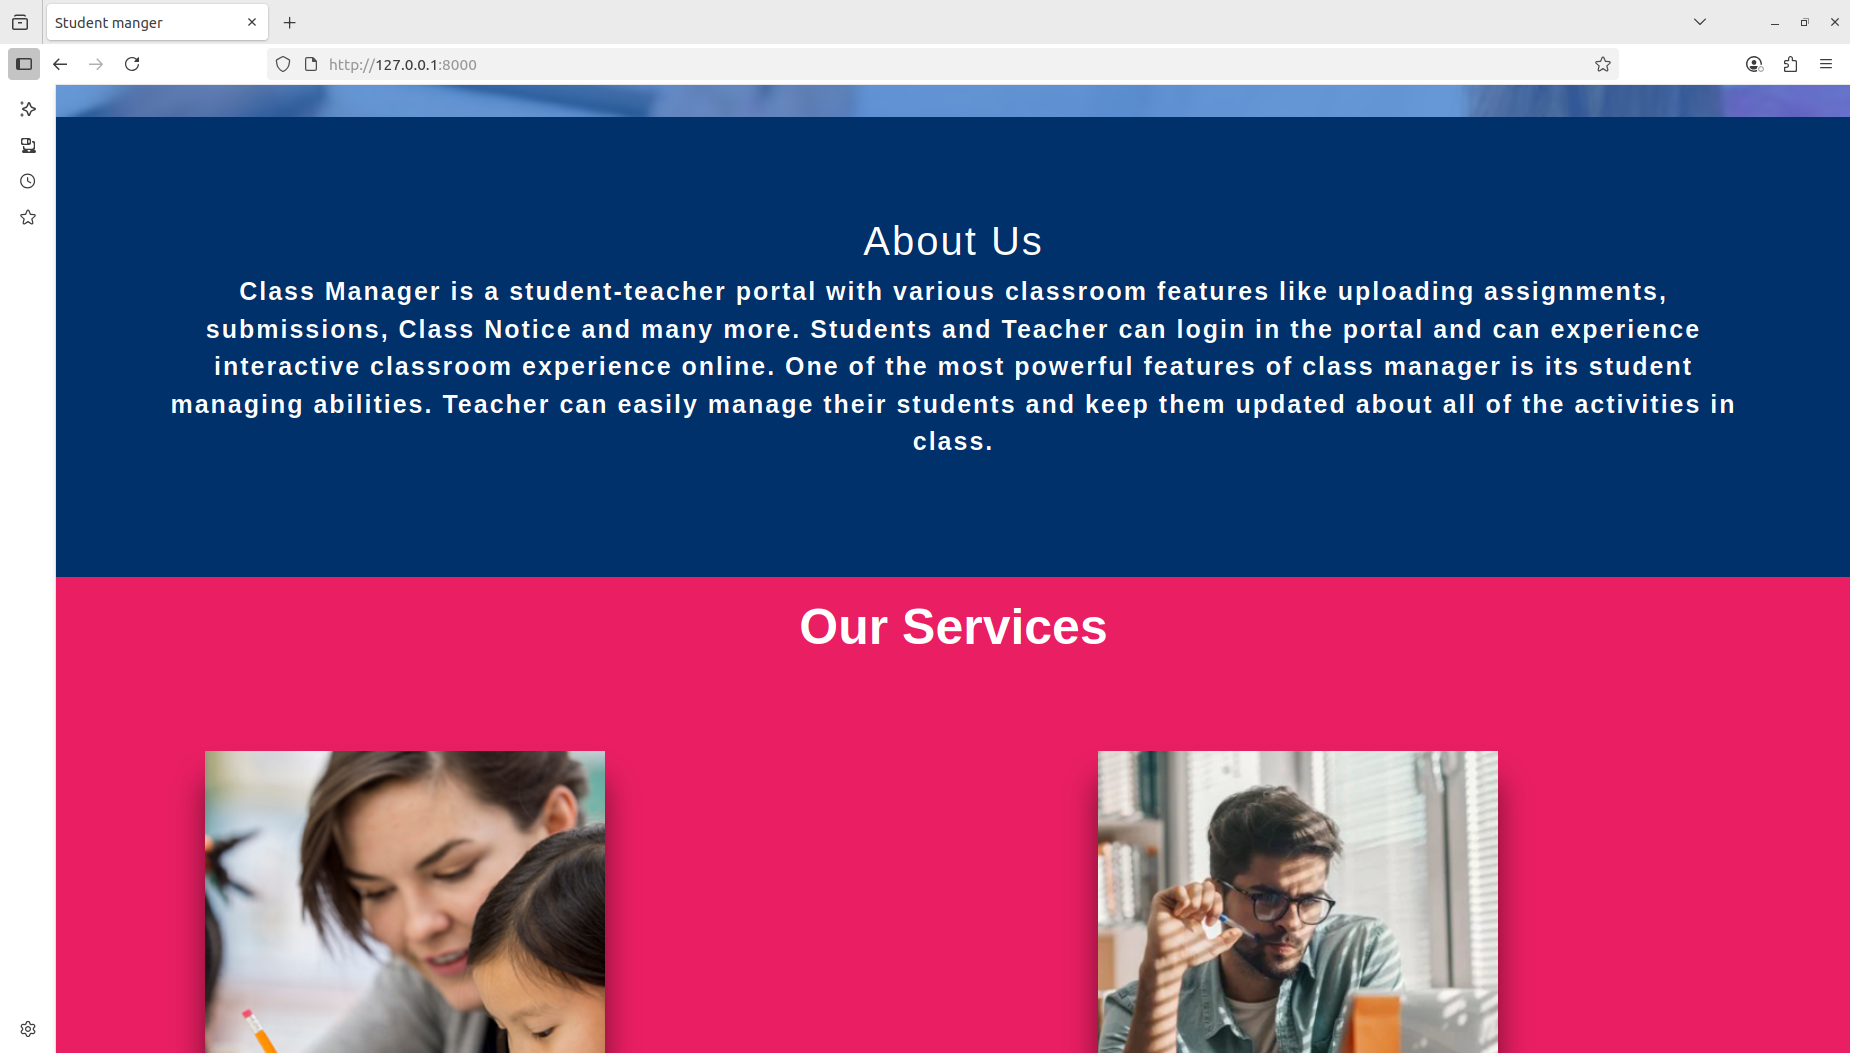 Student manger
http://127.0.0.1:8000
About Us
Class Manager is a student-teacher portal with various classroom features like uploading assignments,
submissions, Class Notice and many more. Students and Teacher can login in the portal and can experience
interactive classroom experience online. One of the most powerful features of class manager is its student
managing abilities. Teacher can easily manage their students and keep them updated about all of the activities in
class.
Our Services